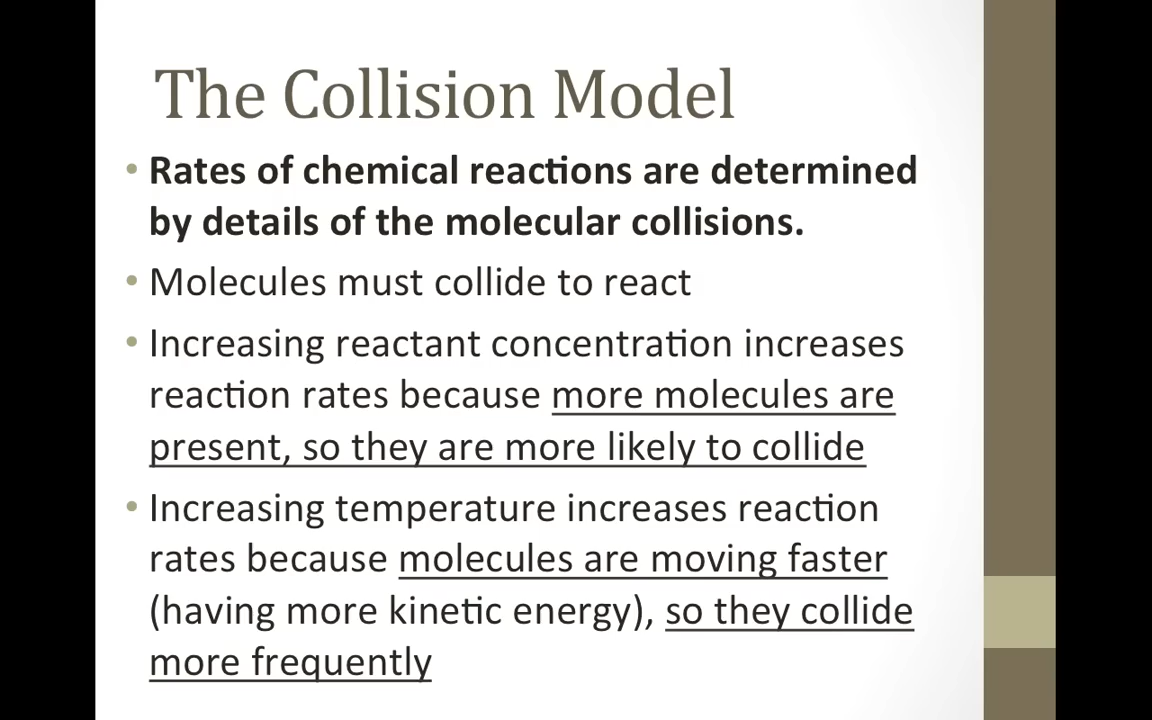 The Collision Model
• Rates of chemical reactions are determined
by details of the molecular collisions.
• Molecules must collide to react
• Increasing reactant concentration increases
reaction rates because more molecules are
present, so they are more likely to collide
• Increasing temperature increases reaction
rates because molecules are moving faster
(having more kinetic energy), so they collide
more frequently